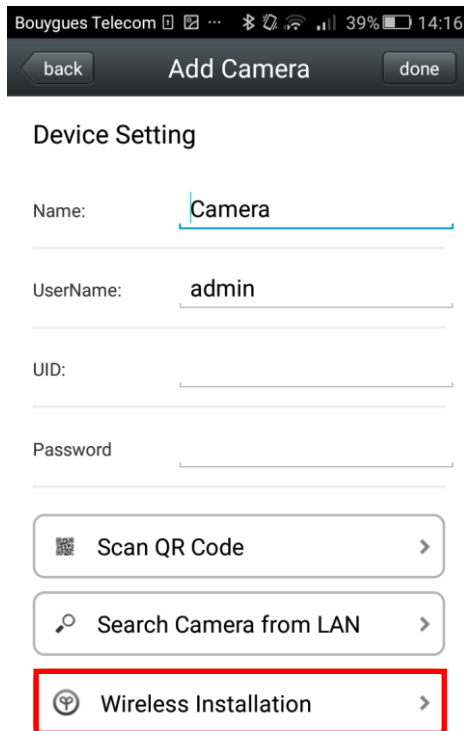 Bouygues Telecom ... 39% 14:16
back Add Camera done
Device Setting
Name: Camera
UserName: admin
UID:
Password
Scan QR Code >
Search Camera from LAN >
Wireless Installation >